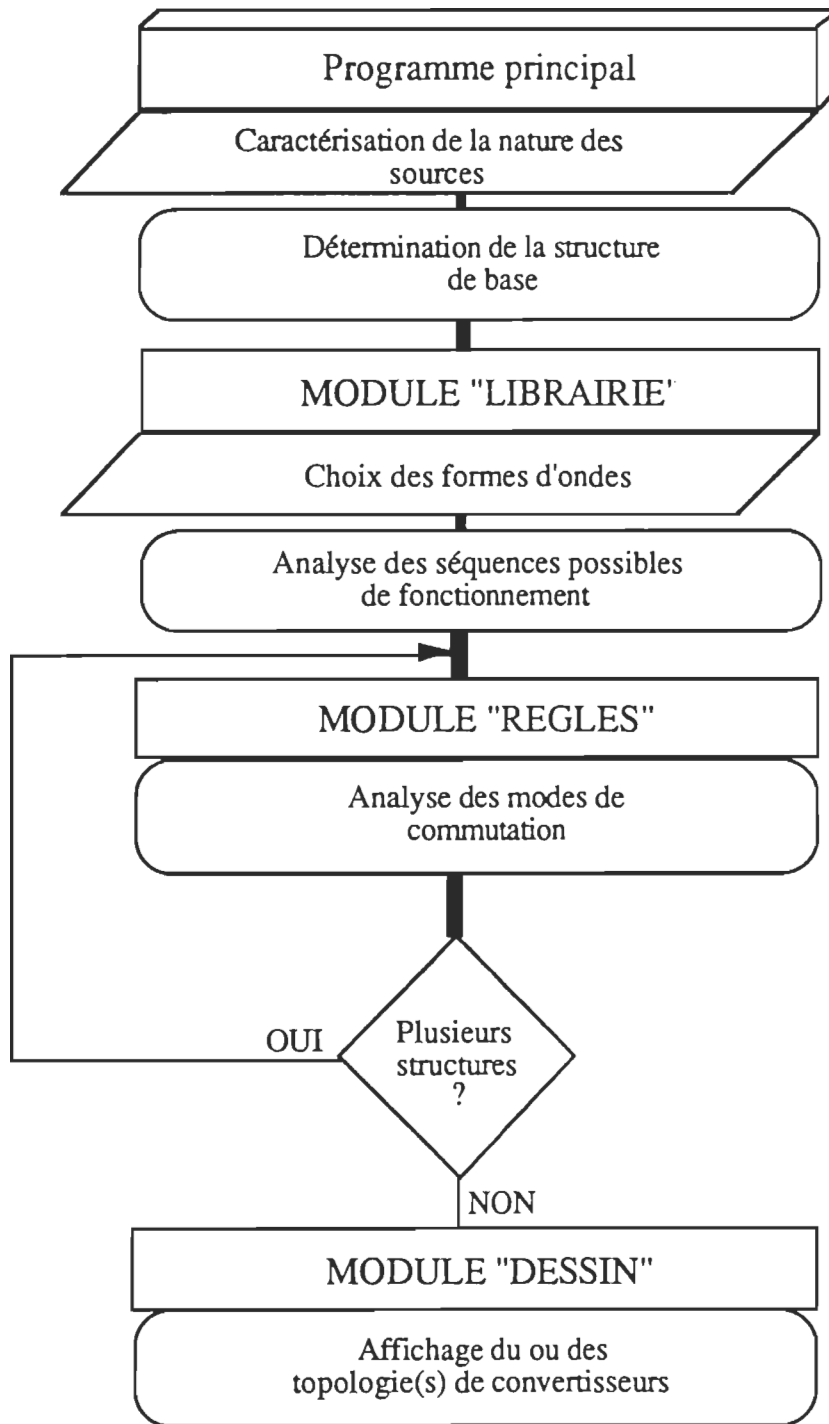 Programme principal
Caractérisation de la nature des
sources
Détermination de la structure
de base
MODULE "LIBRAIRIE'
Choix des formes d'ondes
Analyse des séquences possibles
de fonctionnement
MODULE "REGLES"
Analyse des modes de
commutation
OUI
Plusieurs
structures
?
NON
MODULE "DESSIN"
Affichage du ou des
topologie(s) de convertisseurs